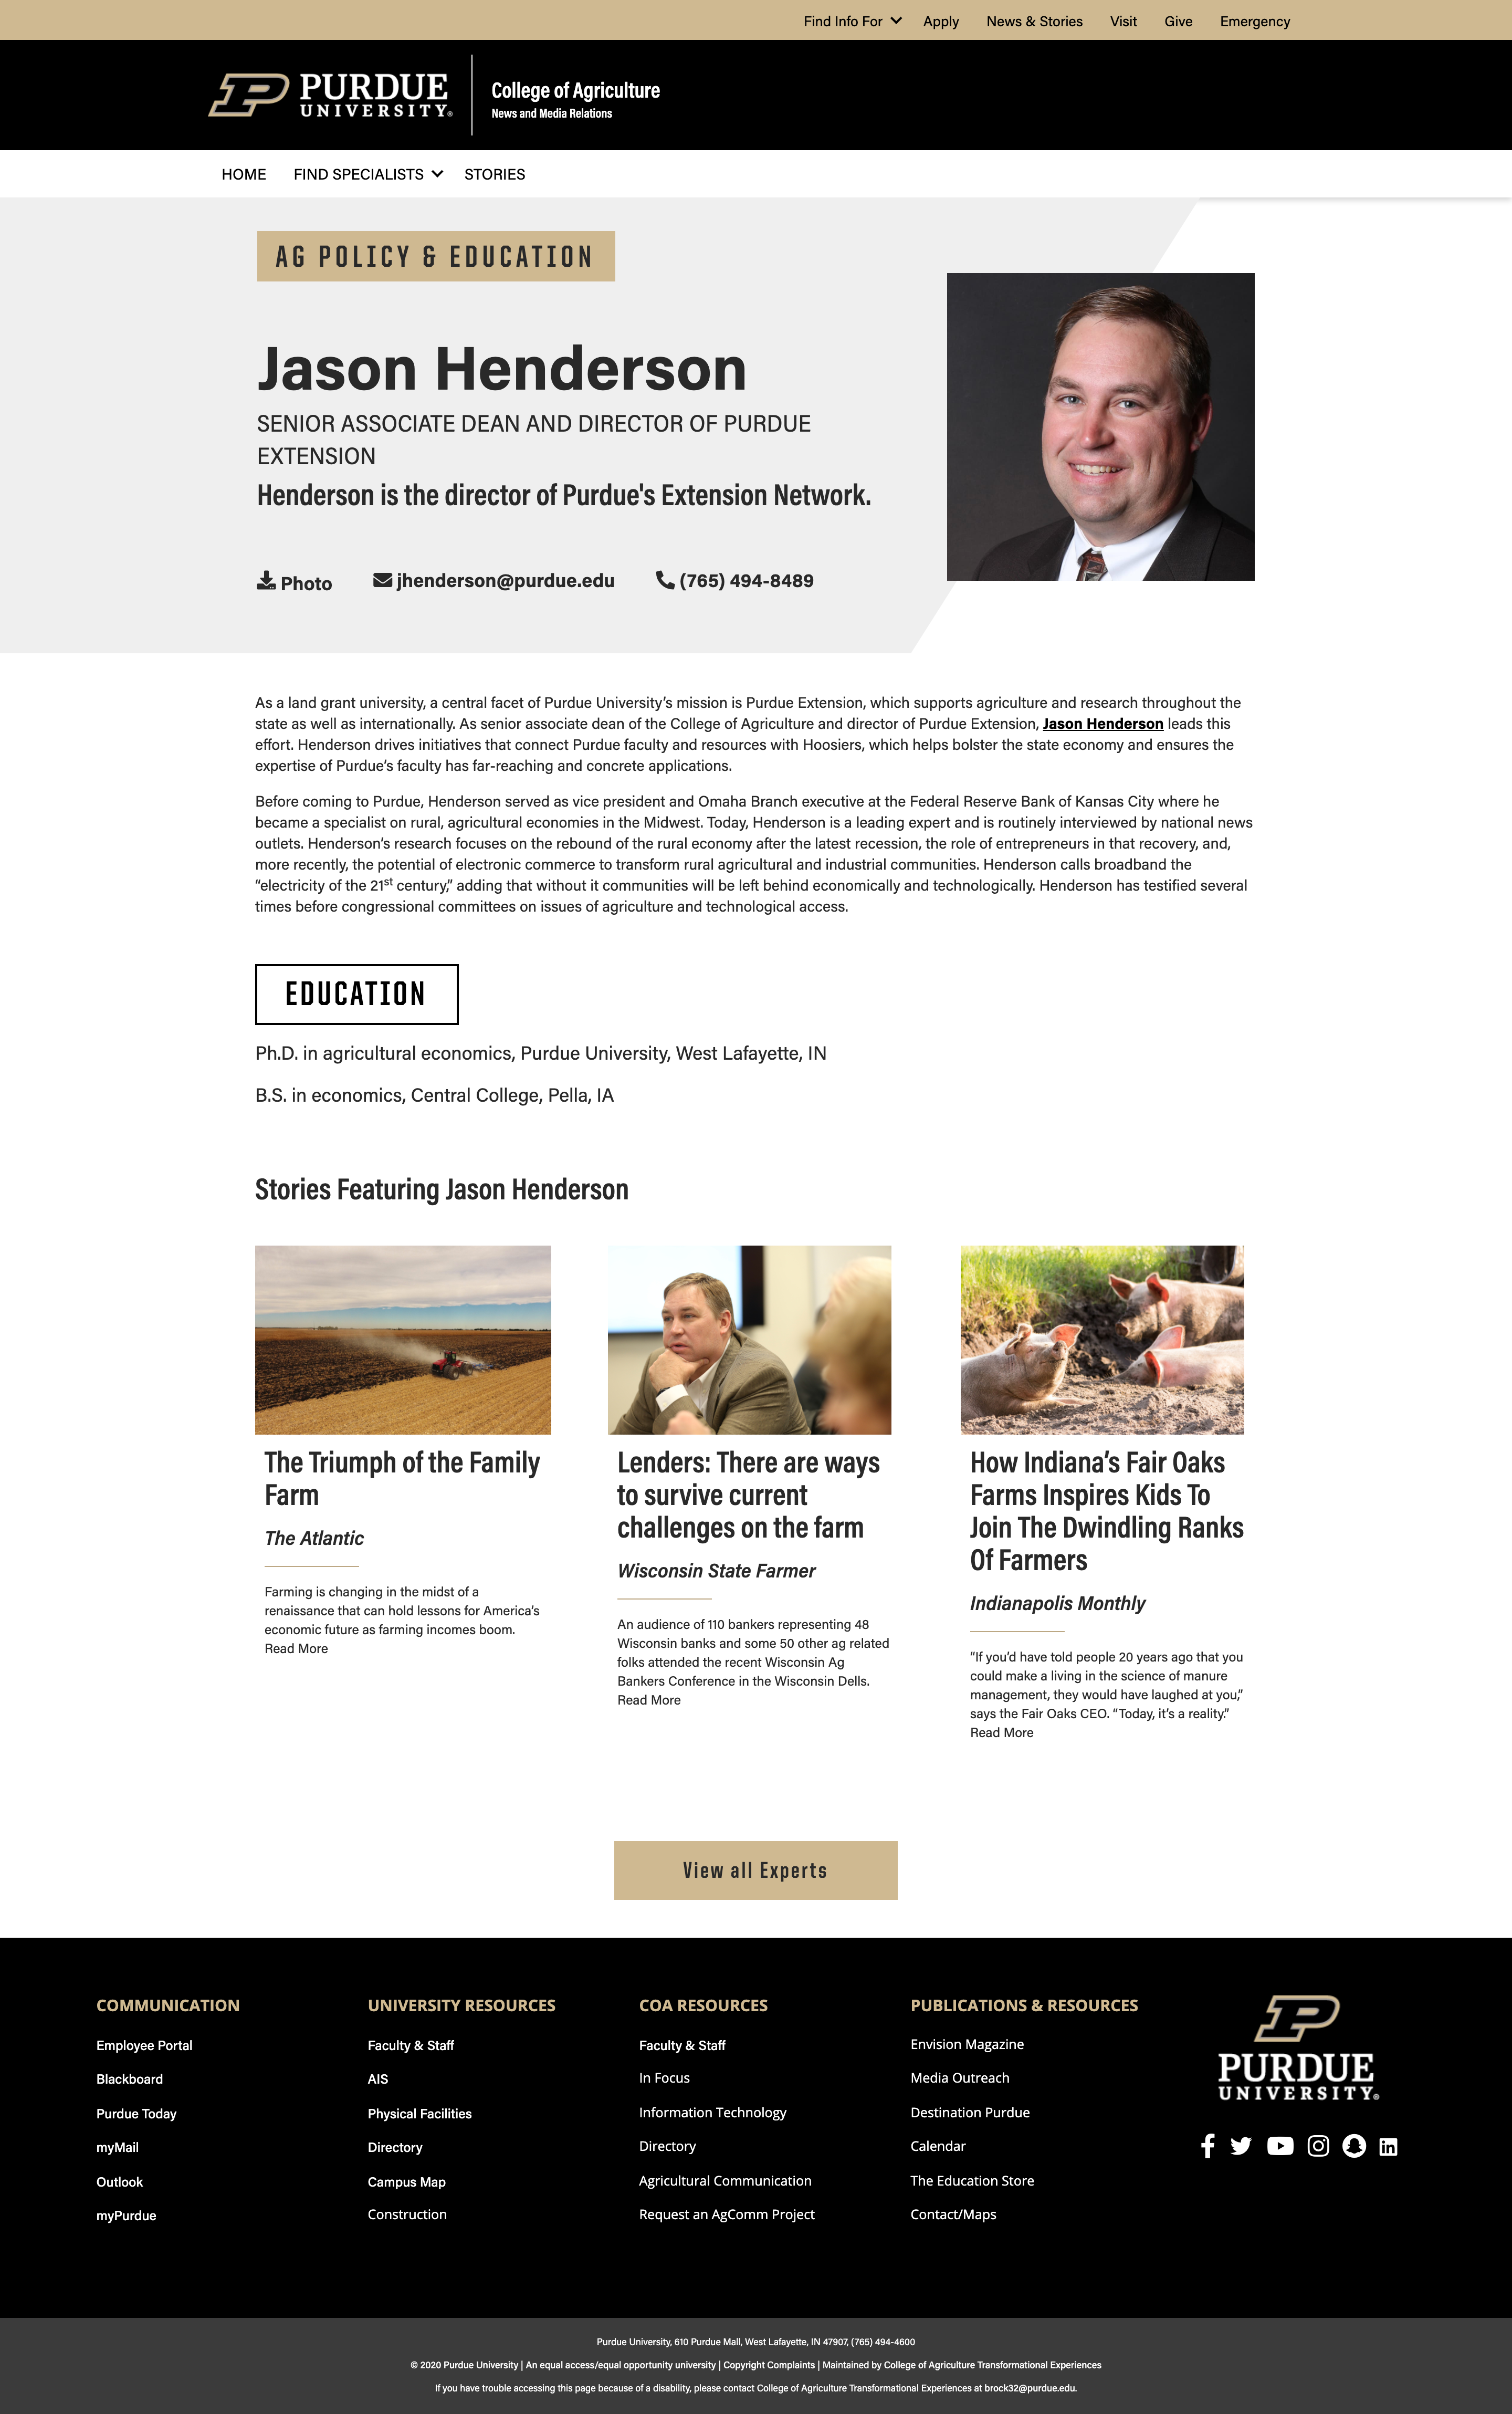 Find Info For Apply News & Stories Visit Give Emergency
PURDUE
UNIVERSITY®
College of Agriculture
News and Media Relations
HOME FIND SPECIALISTS STORIES
AG POLICY & EDUCATION
Jason Henderson
SENIOR ASSOCIATE DEAN AND DIRECTOR OF PURDUE
EXTENSION
Henderson is the director of Purdue's Extension Network.
Photo jhenderson@purdue.edu (765) 494-8489
As a land grant university, a central facet of Purdue University’s mission is Purdue Extension, which supports agriculture and research throughout the
state as well as internationally. As senior associate dean of the College of Agriculture and director of Purdue Extension, Jason Henderson leads this
effort. Henderson drives initiatives that connect Purdue faculty and resources with Hoosiers, which helps bolster the state economy and ensures the
expertise of Purdue’s faculty has far-reaching and concrete applications.
Before coming to Purdue, Henderson served as vice president and Omaha Branch executive at the Federal Reserve Bank of Kansas City where he
became a specialist on rural, agricultural economies in the Midwest. Today, Henderson is a leading expert and is routinely interviewed by national news
outlets. Henderson’s research focuses on the rebound of the rural economy after the latest recession, the role of entrepreneurs in that recovery, and,
more recently, the potential of electronic commerce to transform rural agricultural and industrial communities. Henderson calls broadband the
“electricity of the 21st century,” adding that without it communities will be left behind economically and technologically. Henderson has testified several
times before congressional committees on issues of agriculture and technological access.
EDUCATION
Ph.D. in agricultural economics, Purdue University, West Lafayette, IN
B.S. in economics, Central College, Pella, IA
Stories Featuring Jason Henderson
The Triumph of the Family
Farm
The Atlantic
Farming is changing in the midst of a
renaissance that can hold lessons for America’s
economic future as farming incomes boom.
Read More
Lenders: There are ways
to survive current
challenges on the farm
Wisconsin State Farmer
An audience of 110 bankers representing 48
Wisconsin banks and some 50 other ag related
folks attended the recent Wisconsin Ag
Bankers Conference in the Wisconsin Dells.
Read More
How Indiana’s Fair Oaks
Farms Inspires Kids To
Join The Dwindling Ranks
Of Farmers
Indianapolis Monthly
“If you’d have told people 20 years ago that you
could make a living in the science of manure
management, they would have laughed at you,”
says the Fair Oaks CEO. “Today, it’s a reality.”
Read More
View all Experts
COMMUNICATION
Employee Portal
Blackboard
Purdue Today
myMail
Outlook
myPurdue
UNIVERSITY RESOURCES
Faculty & Staff
AIS
Physical Facilities
Directory
Campus Map
Construction
COA RESOURCES
Faculty & Staff
In Focus
Information Technology
Directory
Agricultural Communication
Request an AgComm Project
PUBLICATIONS & RESOURCES
Envision Magazine
Media Outreach
Destination Purdue
Calendar
The Education Store
Contact/Maps
PURDUE
UNIVERSITY®
Purdue University, 610 Purdue Mall, West Lafayette, IN 47907, (765) 494-4600
© 2020 Purdue University | An equal access/equal opportunity university | Copyright Complaints | Maintained by College of Agriculture Transformational Experiences
If you have trouble accessing this page because of a disability, please contact College of Agriculture Transformational Experiences at brock32@purdue.edu.